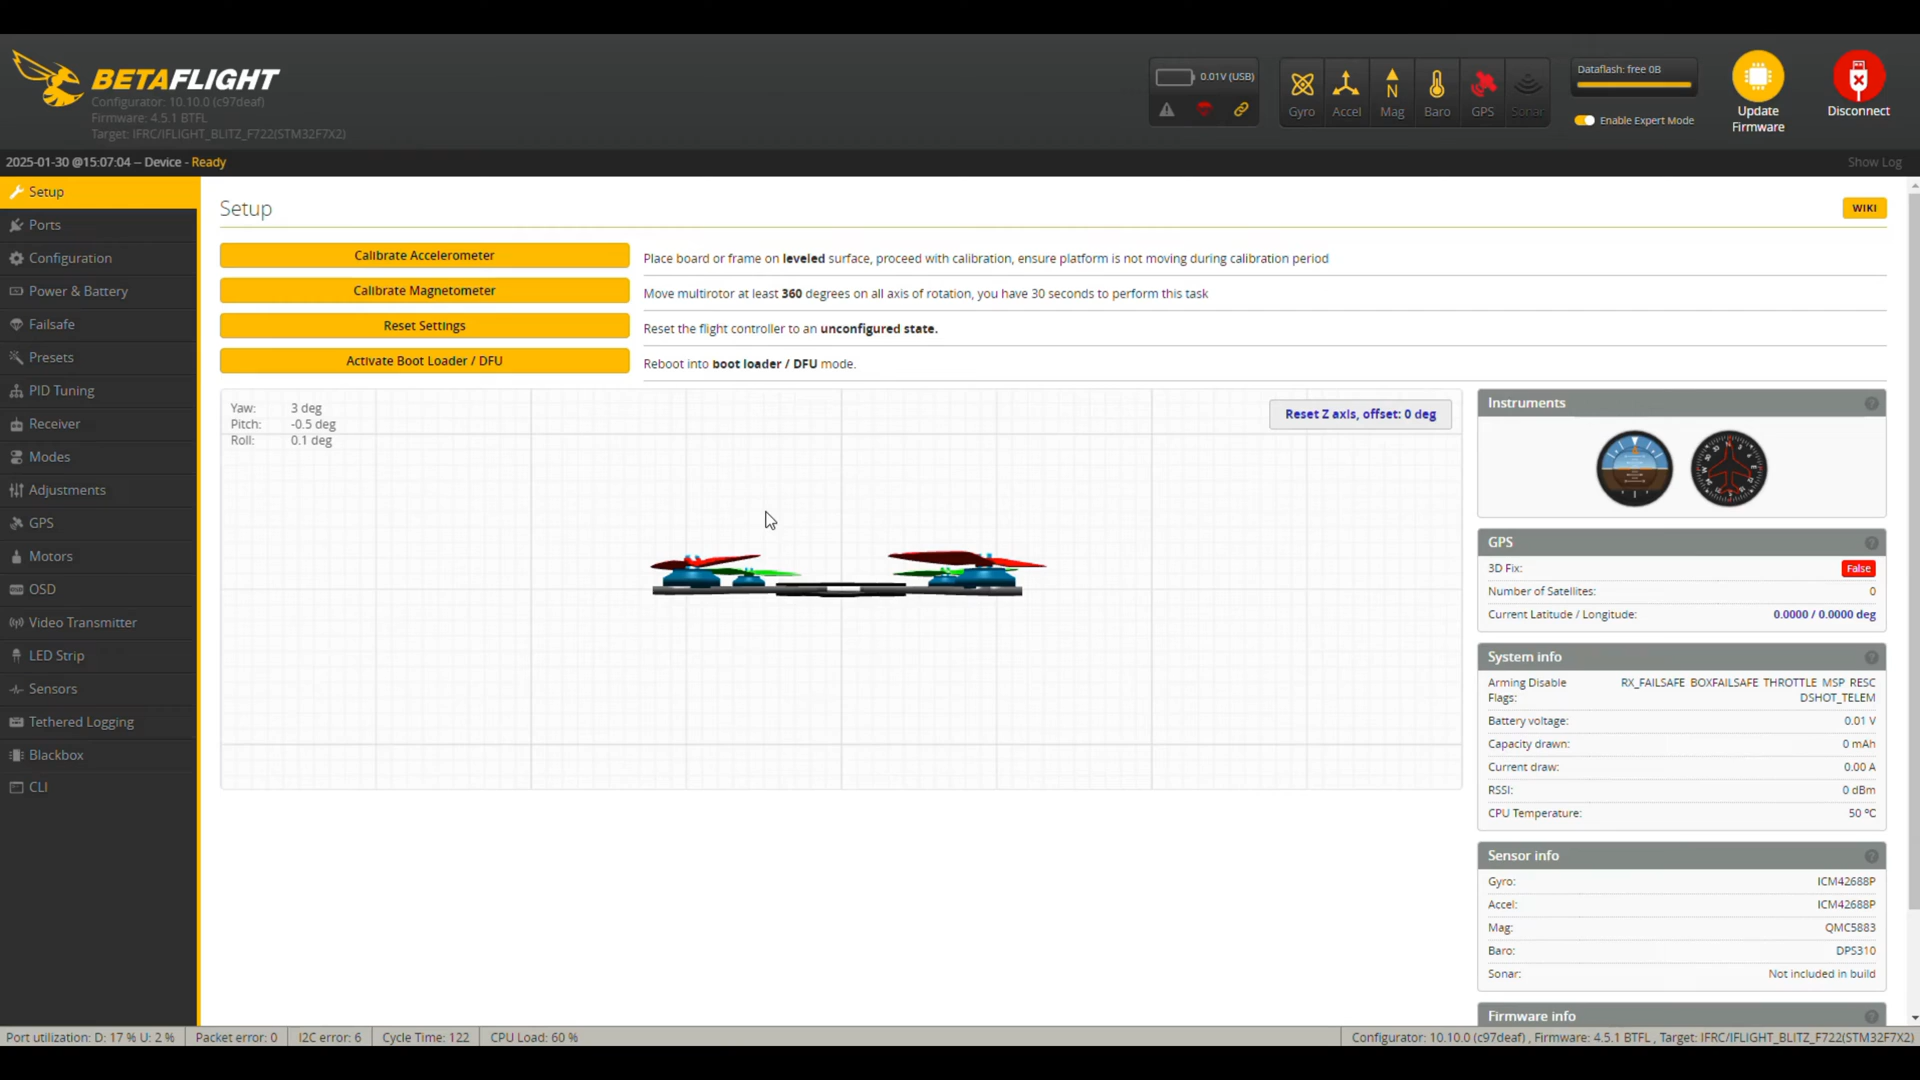 BETAFLIGHT
Configurator: 10.10.0 (c97deaf)
Firmware: 4.5.1 BTFL
Target: IFRC/IFLIGHT_BLITZ_F722(STM32F7X2)
0.01V (USB)
Gyro
Accel
Mag
Baro
GPS
Sonar
Dataflash: free 0B
Enable Expert Mode
Update
Firmware
Disconnect
2025-01-30 @15:07:04 -- Device - Ready
Show Log
Setup
Ports
Configuration
Power & Battery
Failsafe
Presets
PID Tuning
Receiver
Modes
Adjustments
GPS
Motors
OSD
Video Transmitter
LED Strip
Sensors
Tethered Logging
Blackbox
CLI
Setup
WIKI
Calibrate Accelerometer
Place board or frame on leveled surface, proceed with calibration, ensure platform is not moving during calibration period
Calibrate Magnetometer
Move multirotor at least 360 degrees on all axis of rotation, you have 30 seconds to perform this task
Reset Settings
Reset the flight controller to an unconfigured state.
Activate Boot Loader / DFU
Reboot into boot loader / DFU mode.
Yaw: 3 deg
Pitch: -0.5 deg
Roll: 0.1 deg
Reset Z axis, offset: 0 deg
Instruments
GPS
3D Fix: False
Number of Satellites: 0
Current Latitude / Longitude: 0.0000 / 0.0000 deg
System info
Arming Disable Flags: RX_FAILSAFE BOXFAILSAFE THROTTLE MSP RESC
DSHOT_TELEM
Battery voltage: 0.01 V
Capacity drawn: 0 mAh
Current draw: 0.00 A
RSSI: 0 dBm
CPU Temperature: 50 °C
Sensor info
Gyro: ICM42688P
Accel: ICM42688P
Mag: QMC5883
Baro: DPS310
Sonar: Not included in build
Firmware info
Port utilization: D: 17 % U: 2 %
Packet error: 0
I2C error: 6
Cycle Time: 122
CPU Load: 60 %
Configurator: 10.10.0 (c97deaf) , Firmware: 4.5.1 BTFL , Target: IFRC/IFLIGHT_BLITZ_F722(STM32F7X2)